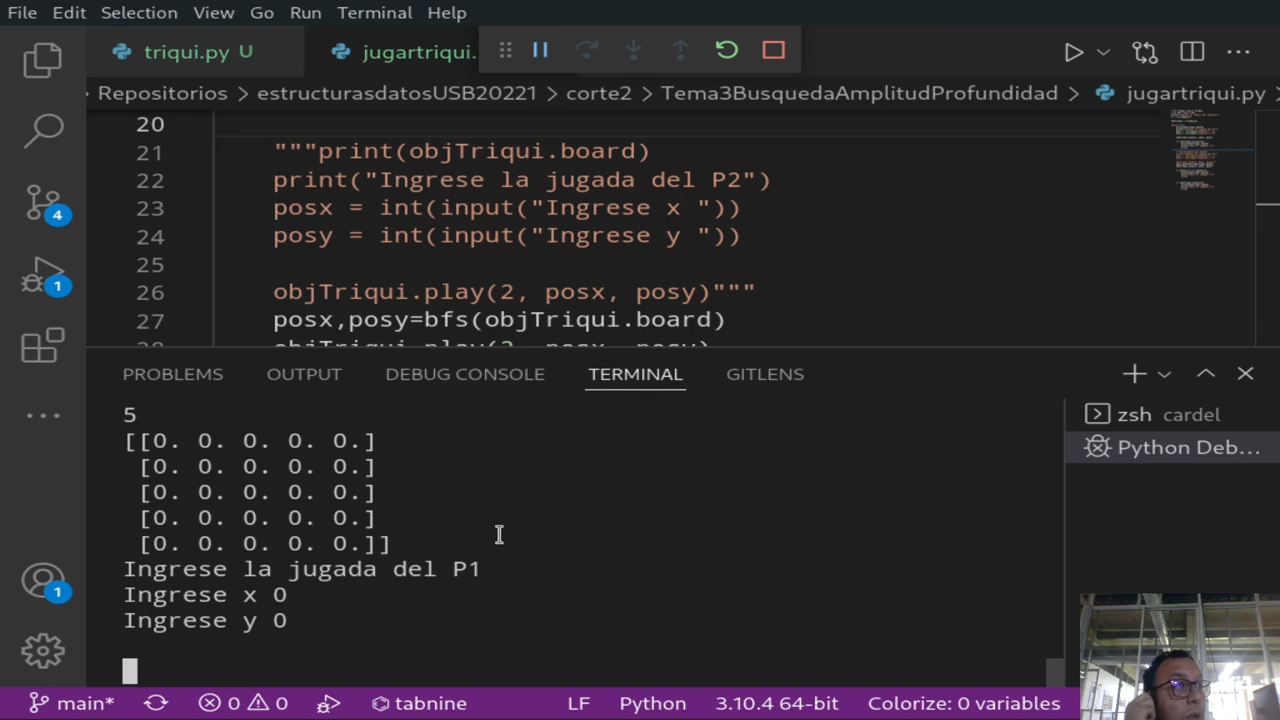 File Edit Selection View Go Run Terminal Help
triqui.py U jugartriqui.
Repositorios > estructurasdatosUSB20221 > corte2 > Tema3BusquedaAmplitudProfundidad > jugartriqui.py
20
21 """print(objTriqui.board)
22 print("Ingrese la jugada del P2")
23 posx = int(input("Ingrese x "))
24 posy = int(input("Ingrese y "))
25
26 objTriqui.play(2, posx, posy)"""
27 posx,posy=bfs(objTriqui.board)
28 objTriqui.play(2, posx, posy)
4
1
PROBLEMS OUTPUT DEBUG CONSOLE TERMINAL GITLENS
5
[[0. 0. 0. 0. 0.]
[0. 0. 0. 0. 0.]
[0. 0. 0. 0. 0.]
[0. 0. 0. 0. 0.]
[0. 0. 0. 0. 0.]]
Ingrese la jugada del P1
Ingrese x 0
Ingrese y 0
zsh cardel
Python Deb...
1
main* 0 0 tabnine LF Python 3.10.4 64-bit Colorize: 0 variables